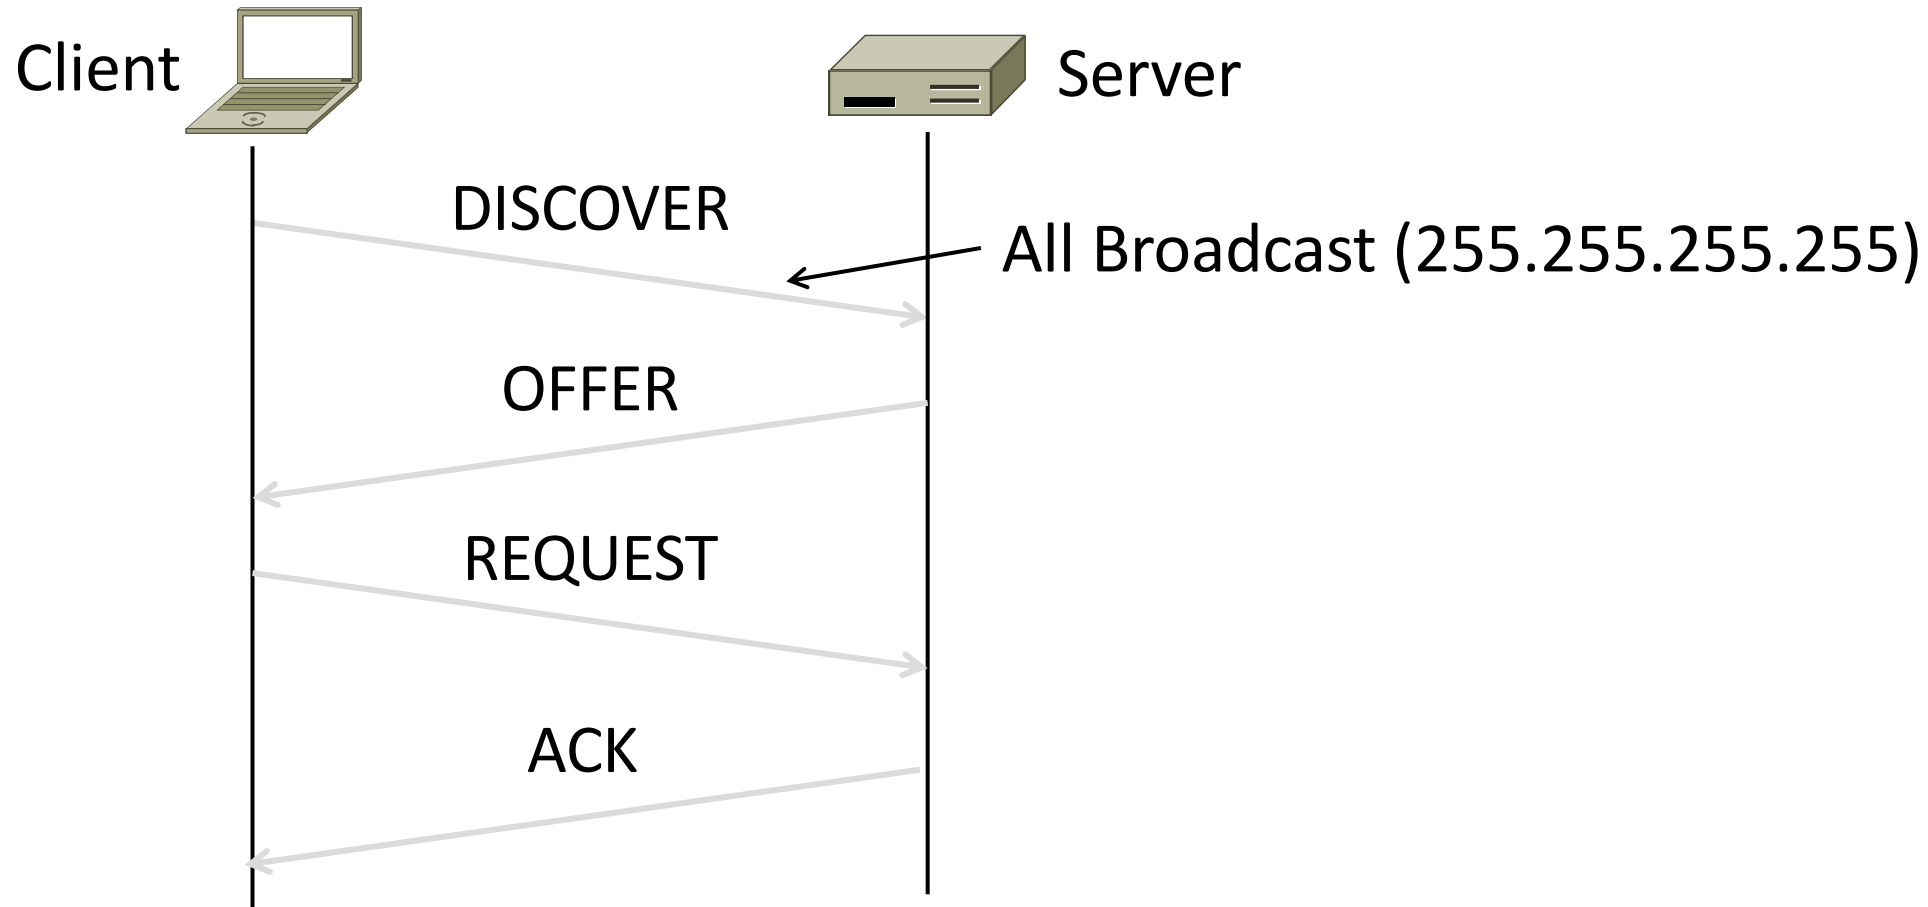 Client
Server
DISCOVER
All Broadcast (255.255.255.255)
OFFER
REQUEST
ACK